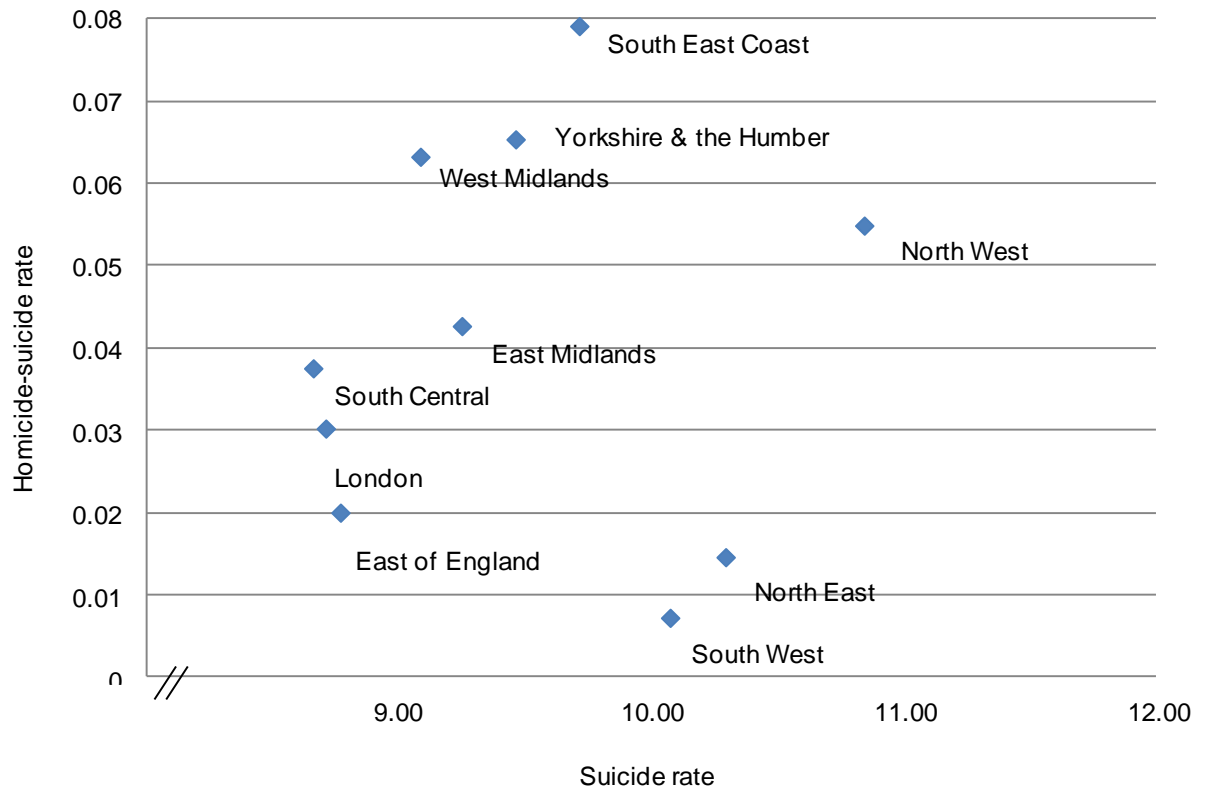 0.08
South East Coast
0.07
Yorkshire & the Humber
West Midlands
0.06
North West
0.05
East Midlands
0.04
South Central
0.03
London
0.02
East of England
North East
0.01
South West
0
9.00 10.00 11.00 12.00
Suicide rate
Homicide-suicide rate